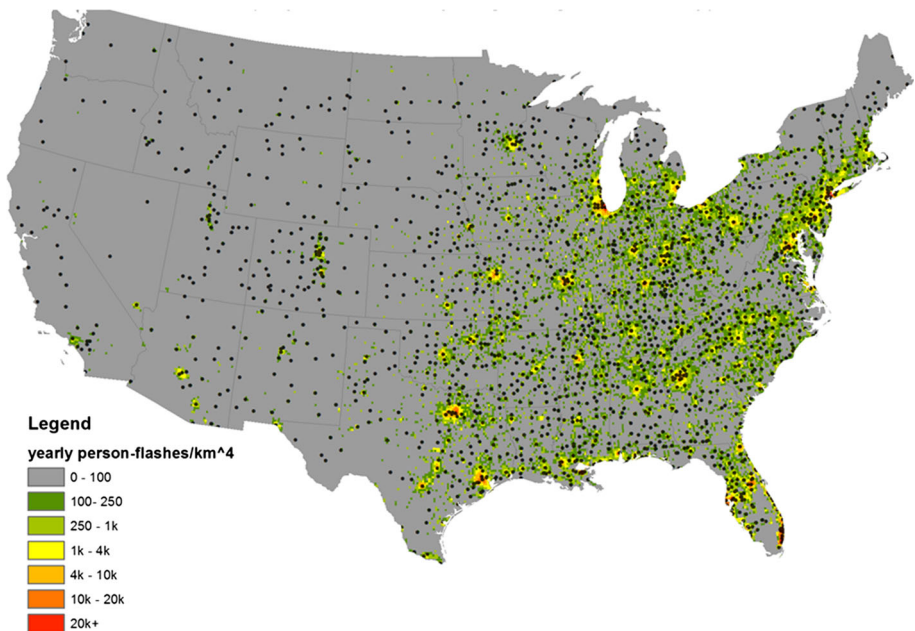 Legend
yearly person-flashes/km^4
0 - 100
100- 250
250 - 1k
1k - 4k
4k - 10k
10k - 20k
20k+